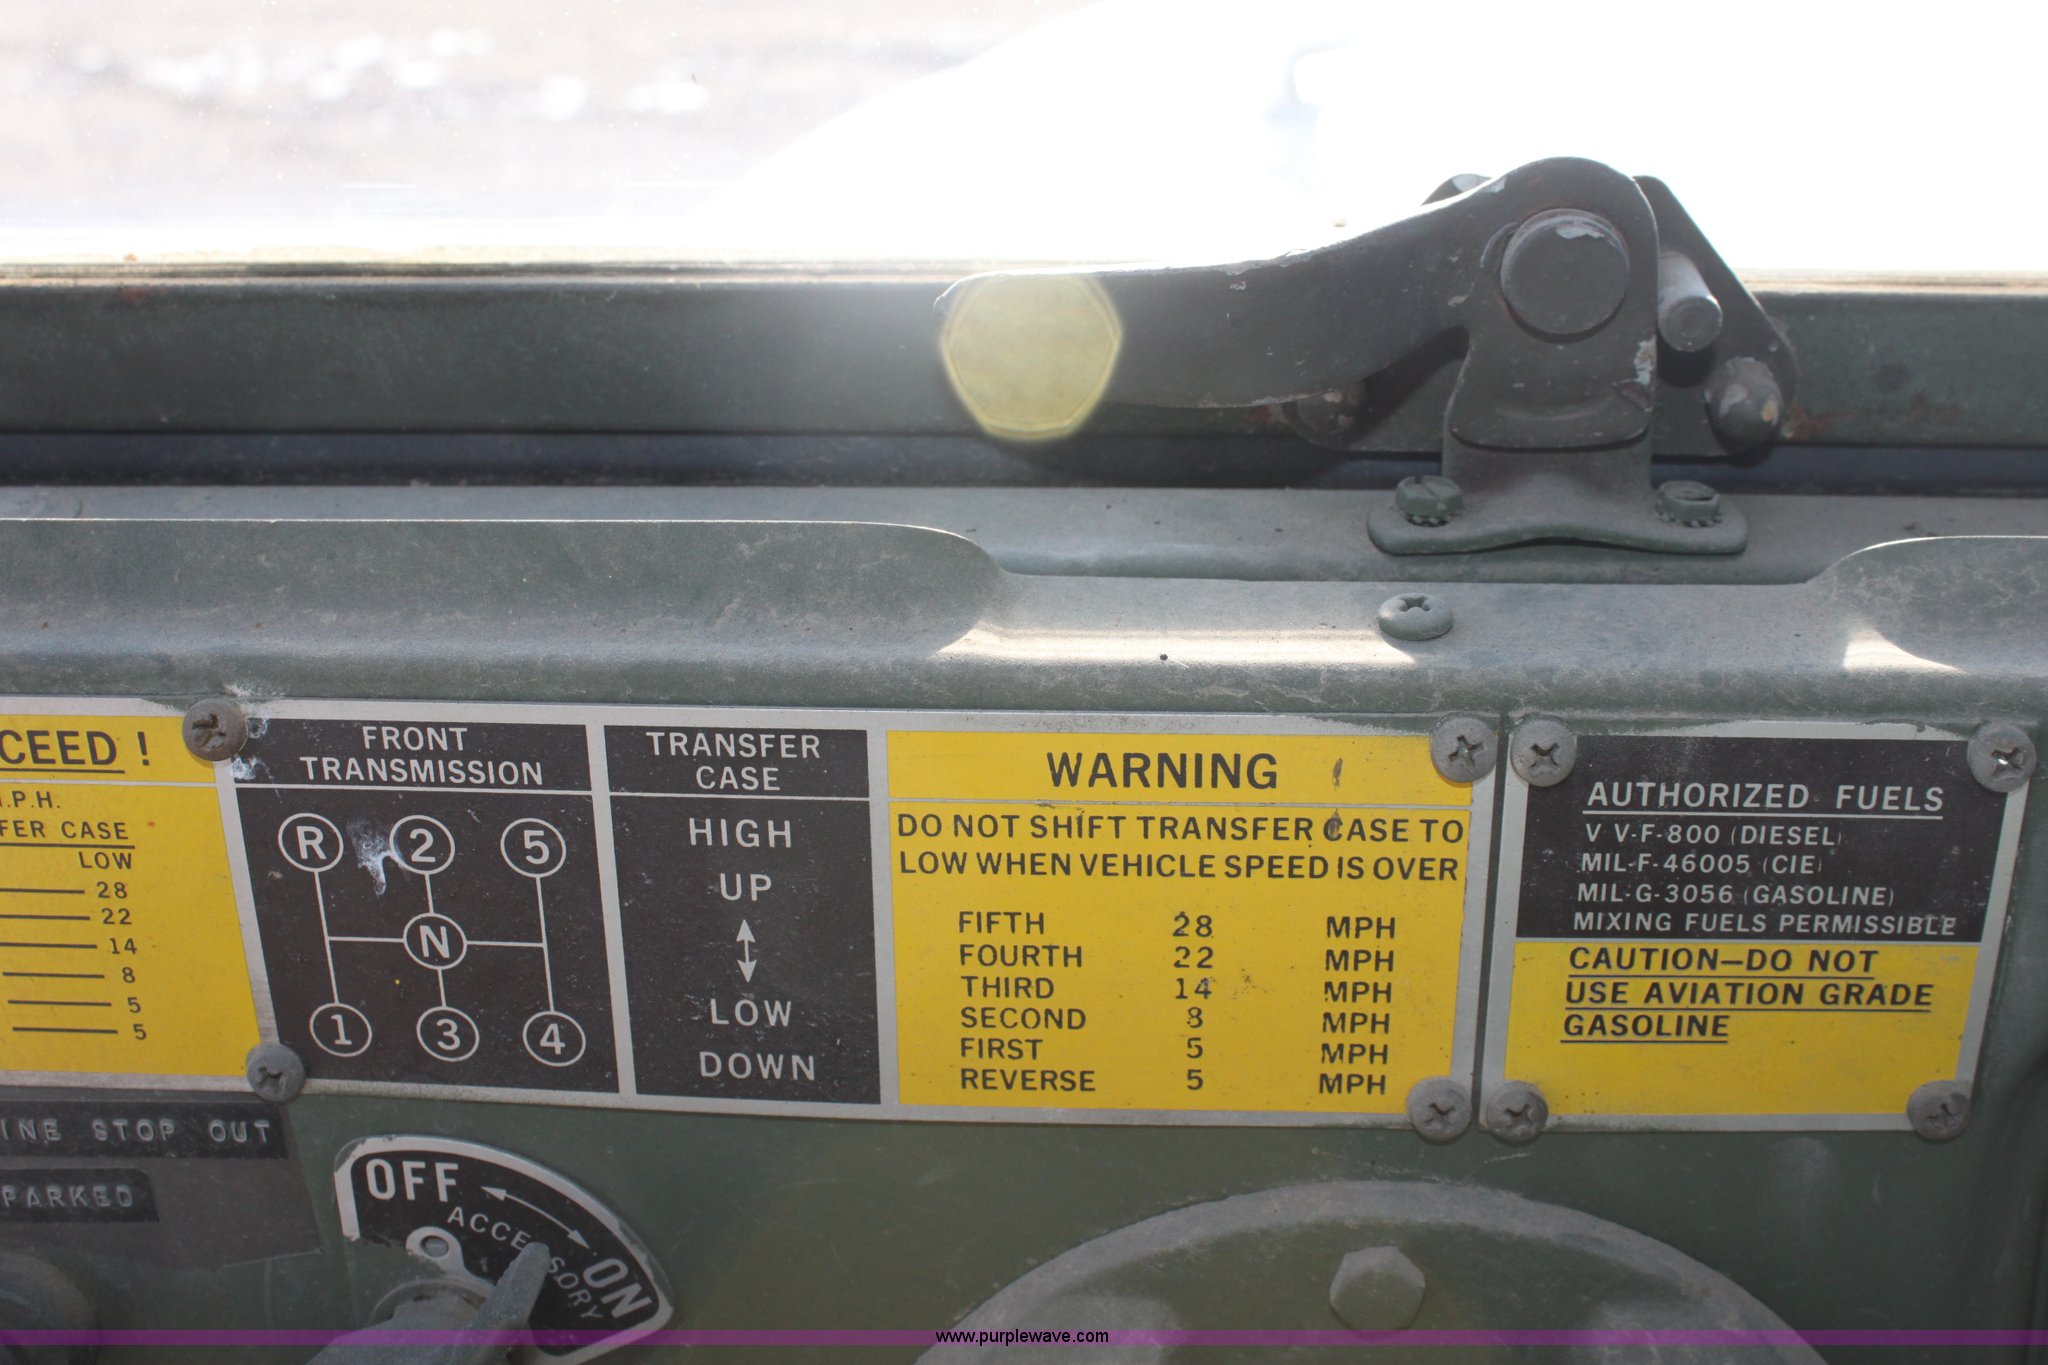 CEED !
M.P.H.
FER CASE
LOW
28
22
14
8
5
5
FRONT
TRANSMISSION
R 2 5
N
1 3 4
TRANSFER
CASE
HIGH
UP
LOW
DOWN
WARNING
DO NOT SHIFT TRANSFER CASE TO
LOW WHEN VEHICLE SPEED IS OVER
FIFTH 28 MPH
FOURTH 22 MPH
THIRD 14 MPH
SECOND 8 MPH
FIRST 5 MPH
REVERSE 5 MPH
AUTHORIZED FUELS
V V-F-800 (DIESEL)
MIL-F-46005 (CIE)
MIL-G-3056 (GASOLINE)
MIXING FUELS PERMISSIBLE
CAUTION—DO NOT
USE AVIATION GRADE
GASOLINE
INE STOP OUT
PARKED
OFF
ACCESSORY
ON
www.purplewave.com